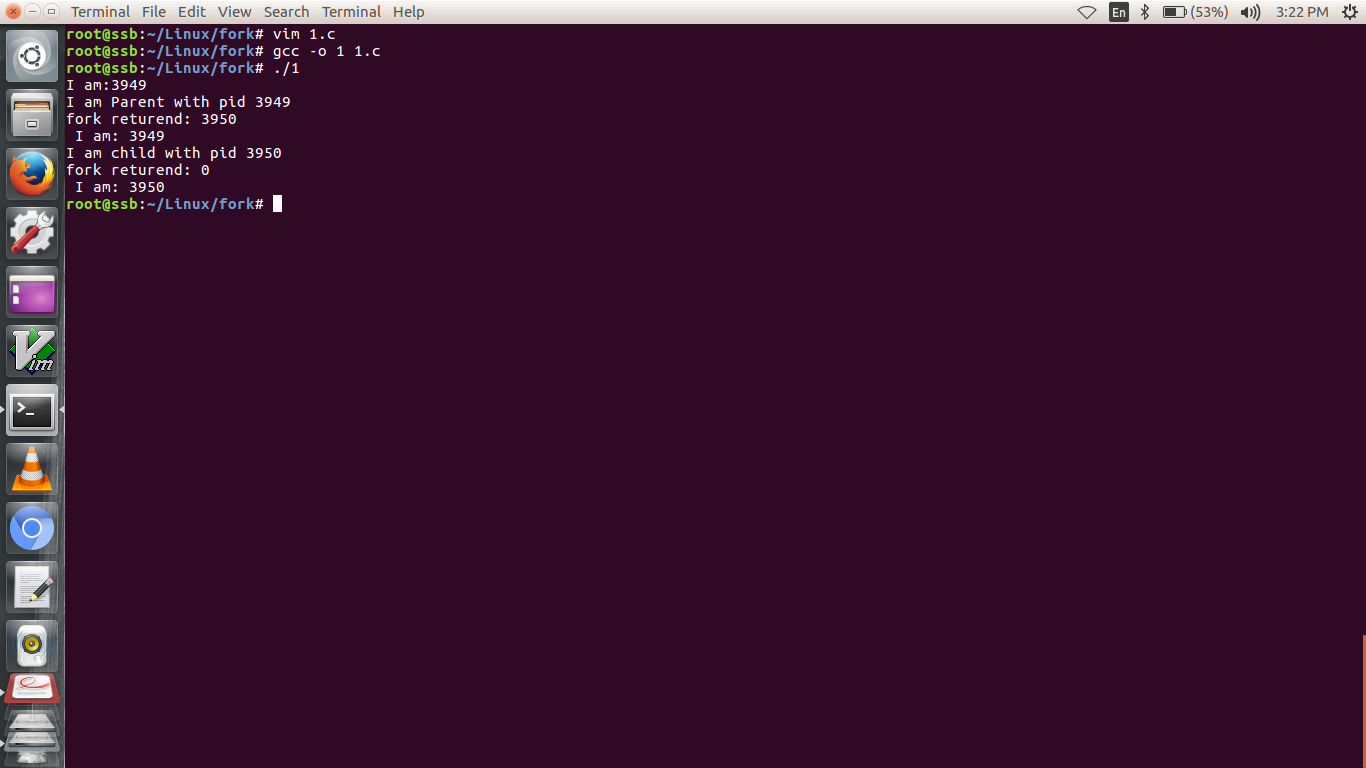 Terminal File Edit View Search Terminal Help En (53%) 3:22 PM
root@ssb:~/Linux/fork# vim 1.c
root@ssb:~/Linux/fork# gcc -o 1 1.c
root@ssb:~/Linux/fork# ./1
I am:3949
I am Parent with pid 3949
fork returend: 3950
 I am: 3949
I am child with pid 3950
fork returend: 0
 I am: 3950
root@ssb:~/Linux/fork#
Vim
>_